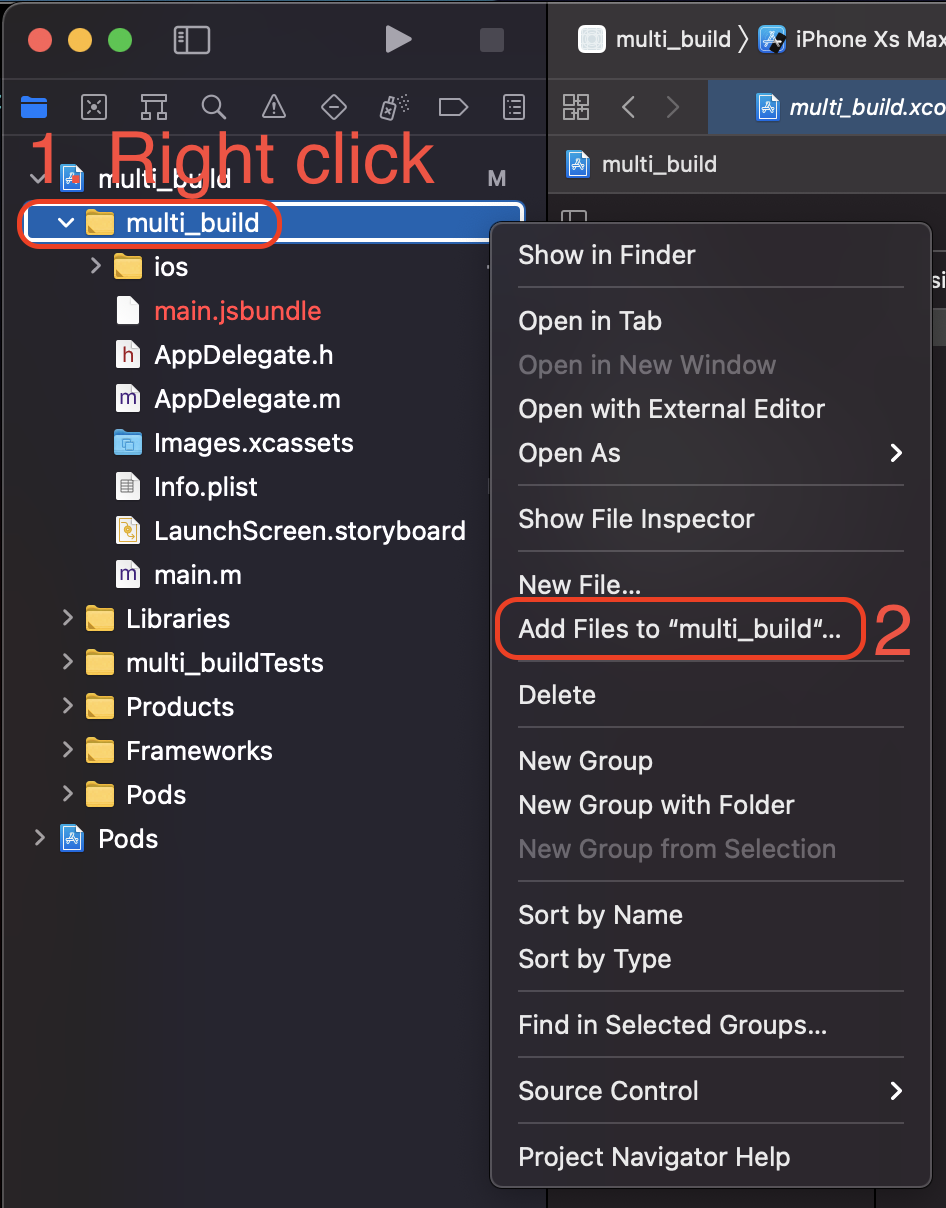 multi_build
iPhone Xs Max
multi_build.xco
multi_build
1. Right click
multi_build
M
multi_build
ios
main.jsbundle
h
AppDelegate.h
m
AppDelegate.m
Images.xcassets
Info.plist
LaunchScreen.storyboard
m
main.m
Libraries
multi_buildTests
Products
Frameworks
Pods
Pods
Show in Finder
Open in Tab
Open in New Window
Open with External Editor
Open As
Show File Inspector
New File...
Add Files to “multi_build“...
2
Delete
New Group
New Group with Folder
New Group from Selection
Sort by Name
Sort by Type
Find in Selected Groups...
Source Control
Project Navigator Help